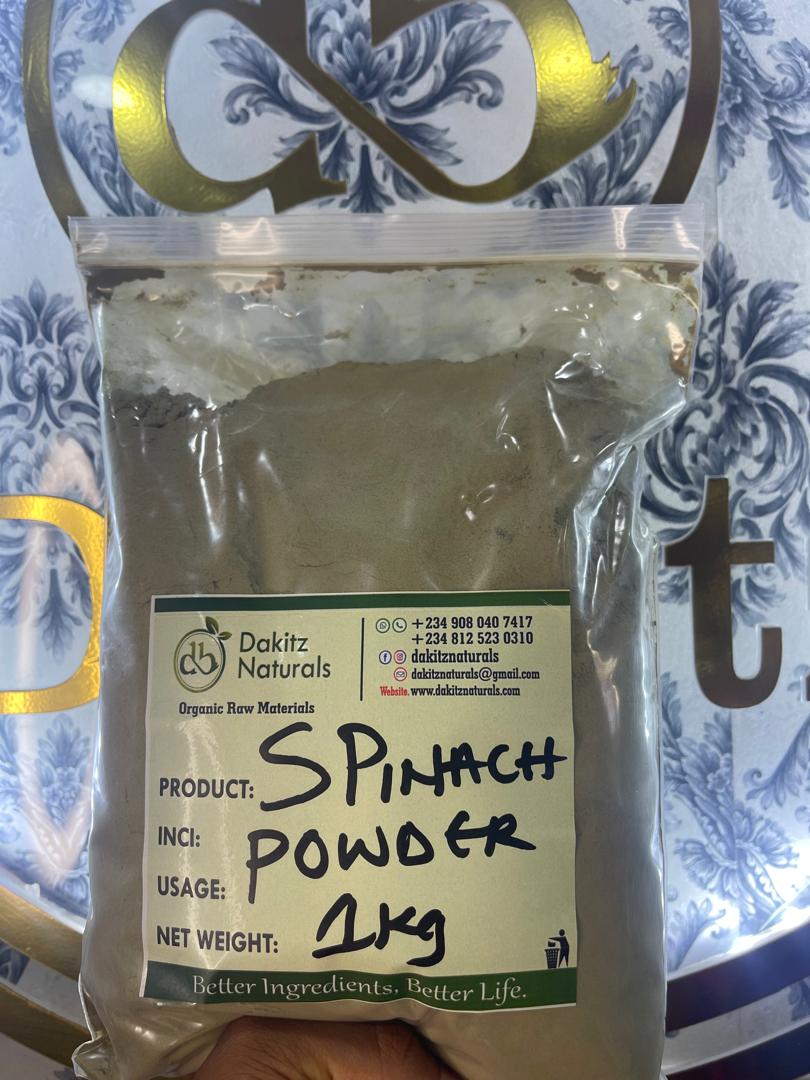 Dakitz
Naturals
Organic Raw Materials
+234 908 040 7417
+234 812 523 0310
dakitznaturals
dakitznaturals@gmail.com
Website. www.dakitznaturals.com
PRODUCT: SPINACH
INCI: POWDER
USAGE:
NET WEIGHT: 1kg
Better Ingredients, Better Life.